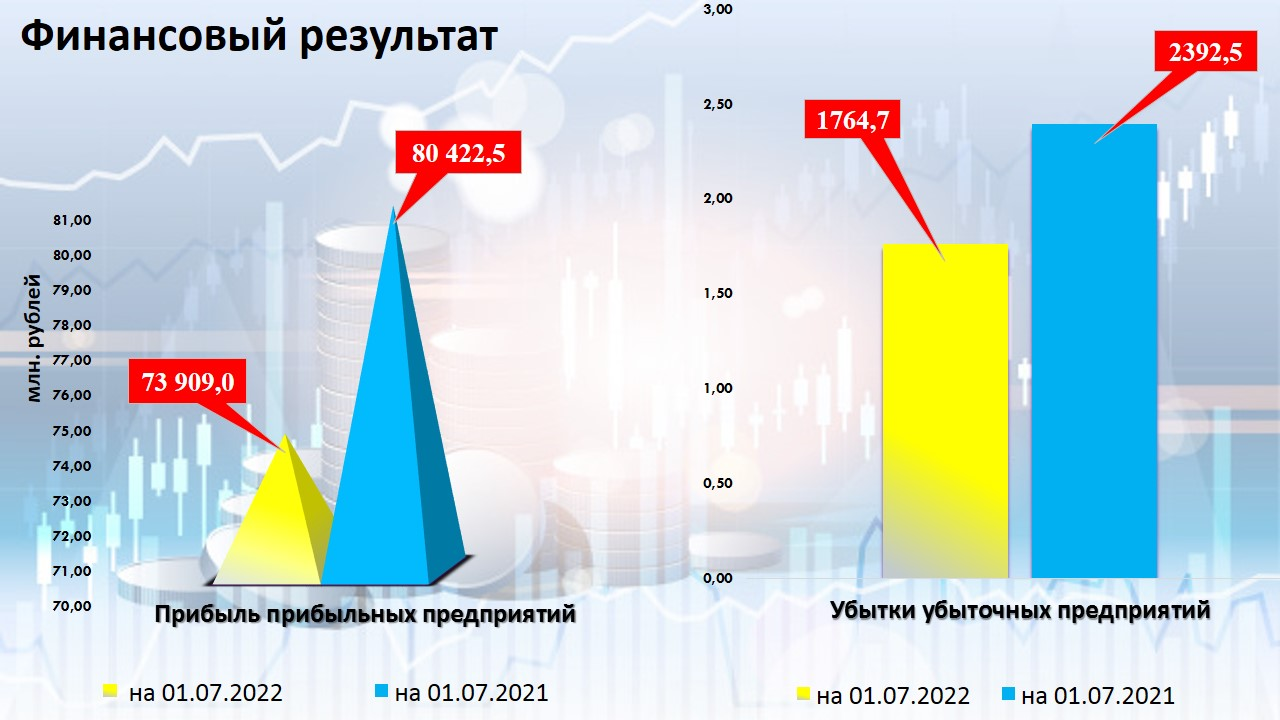 Финансовый результат
80 422,5
73 909,0
млн. рублей
81,00
80,00
79,00
78,00
77,00
76,00
75,00
74,00
73,00
72,00
71,00
70,00
Прибыль прибыльных предприятий
на 01.07.2022
на 01.07.2021
3,00
2,50
2,00
1,50
1,00
0,50
0,00
1764,7
2392,5
Убытки убыточных предприятий
на 01.07.2022
на 01.07.2021